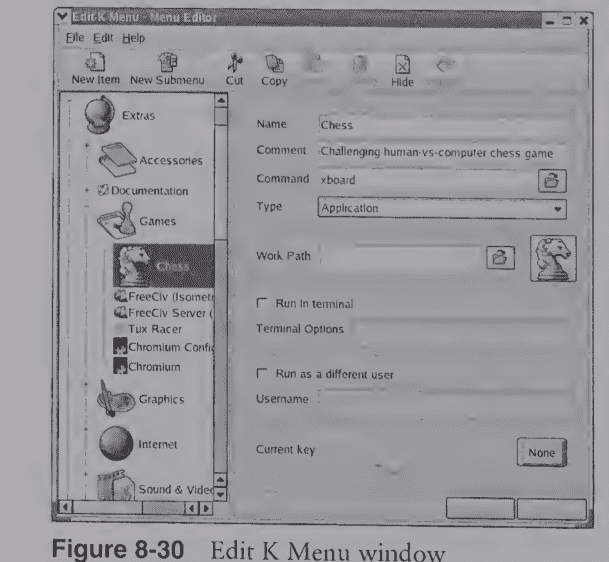 Edit K Menu - Menu Editor
File Edit Help
New Item New Submenu Cut Copy Hide
Extras
Accessories
Documentation
Games
Chess
FreeCiv (Isometr
FreeCiv Server (
Tux Racer
Chromium Config
Chromium
Graphics
Internet
Sound & Video
Name Chess
Comment Challenging human-vs-computer chess game
Command xboard
Type Application
Work Path
Run in terminal
Terminal Options
Run as a different user
Username
Current key None
Figure 8-30 Edit K Menu window